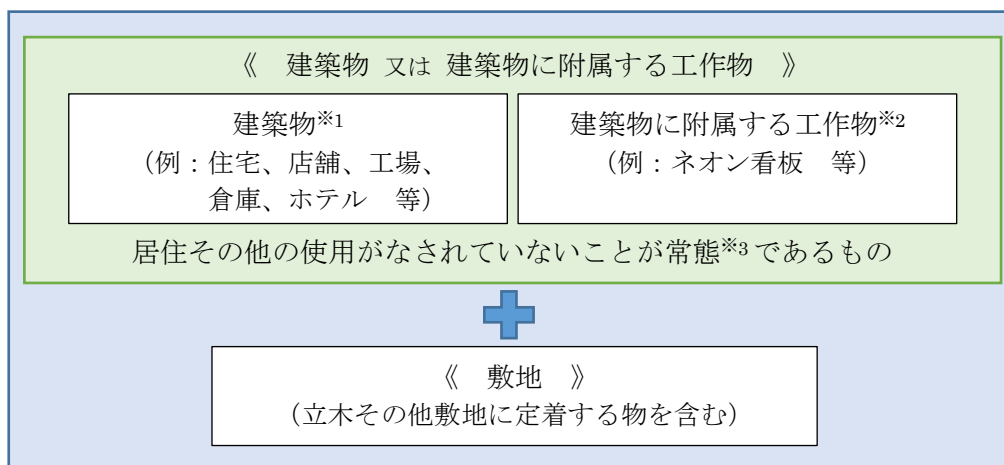 《　建築物 又は 建築物に附属する工作物　》
建築物※1
（例：住宅、店舗、工場、
倉庫、ホテル　等）
建築物に附属する工作物※2
（例：ネオン看板　等）
居住その他の使用がなされていないことが常態※3であるもの
《　敷地　》
（立木その他敷地に定着する物を含む）